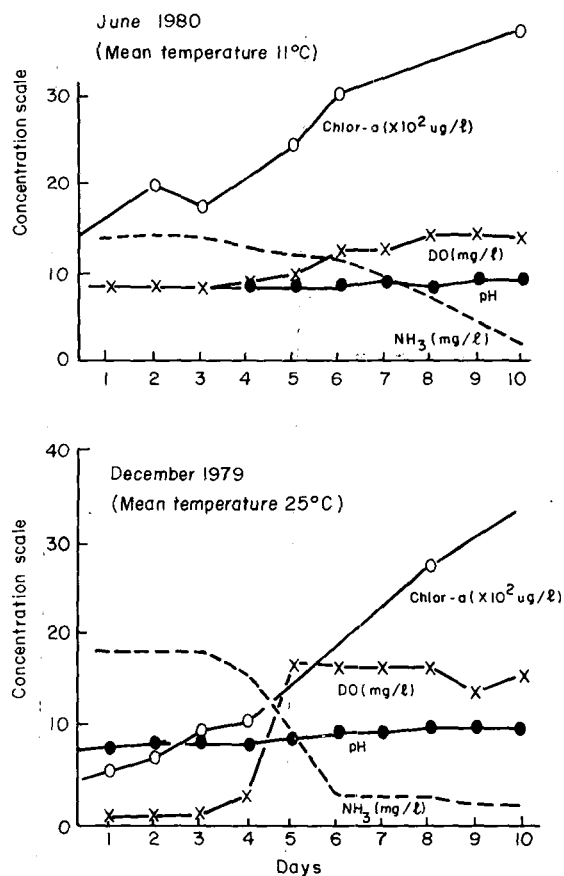 June 1980
(Mean temperature 11°C)
Concentration scale
30
20
10
0
Chlor-a (X10² ug/ℓ)
DO(mg/ℓ)
pH
NH₃(mg/ℓ)
1 2 3 4 5 6 7 8 9 10
40
December 1979
(Mean temperature 25°C)
Concentration scale
30
20
10
0
Chlor-a (X10² ug/ℓ)
DO(mg/ℓ)
pH
NH₃(mg/ℓ)
1 2 3 4 5 6 7 8 9 10
Days